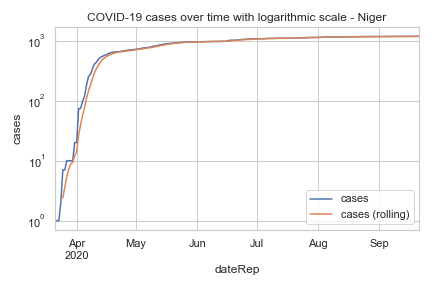 COVID-19 cases over time with logarithmic scale - Niger
cases
10³
10²
10¹
10⁰
cases
cases (rolling)
Apr May Jun Jul Aug Sep
2020
dateRep